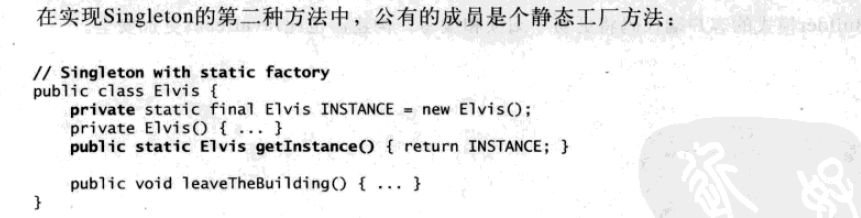 在实现Singleton的第二种方法中，公有的成员是个静态工厂方法：
// Singleton with static factory
public class Elvis {
    private static final Elvis INSTANCE = new Elvis();
    private Elvis() { ... }
    public static Elvis getInstance() { return INSTANCE; }
    public void leaveTheBuilding() { ... }
}